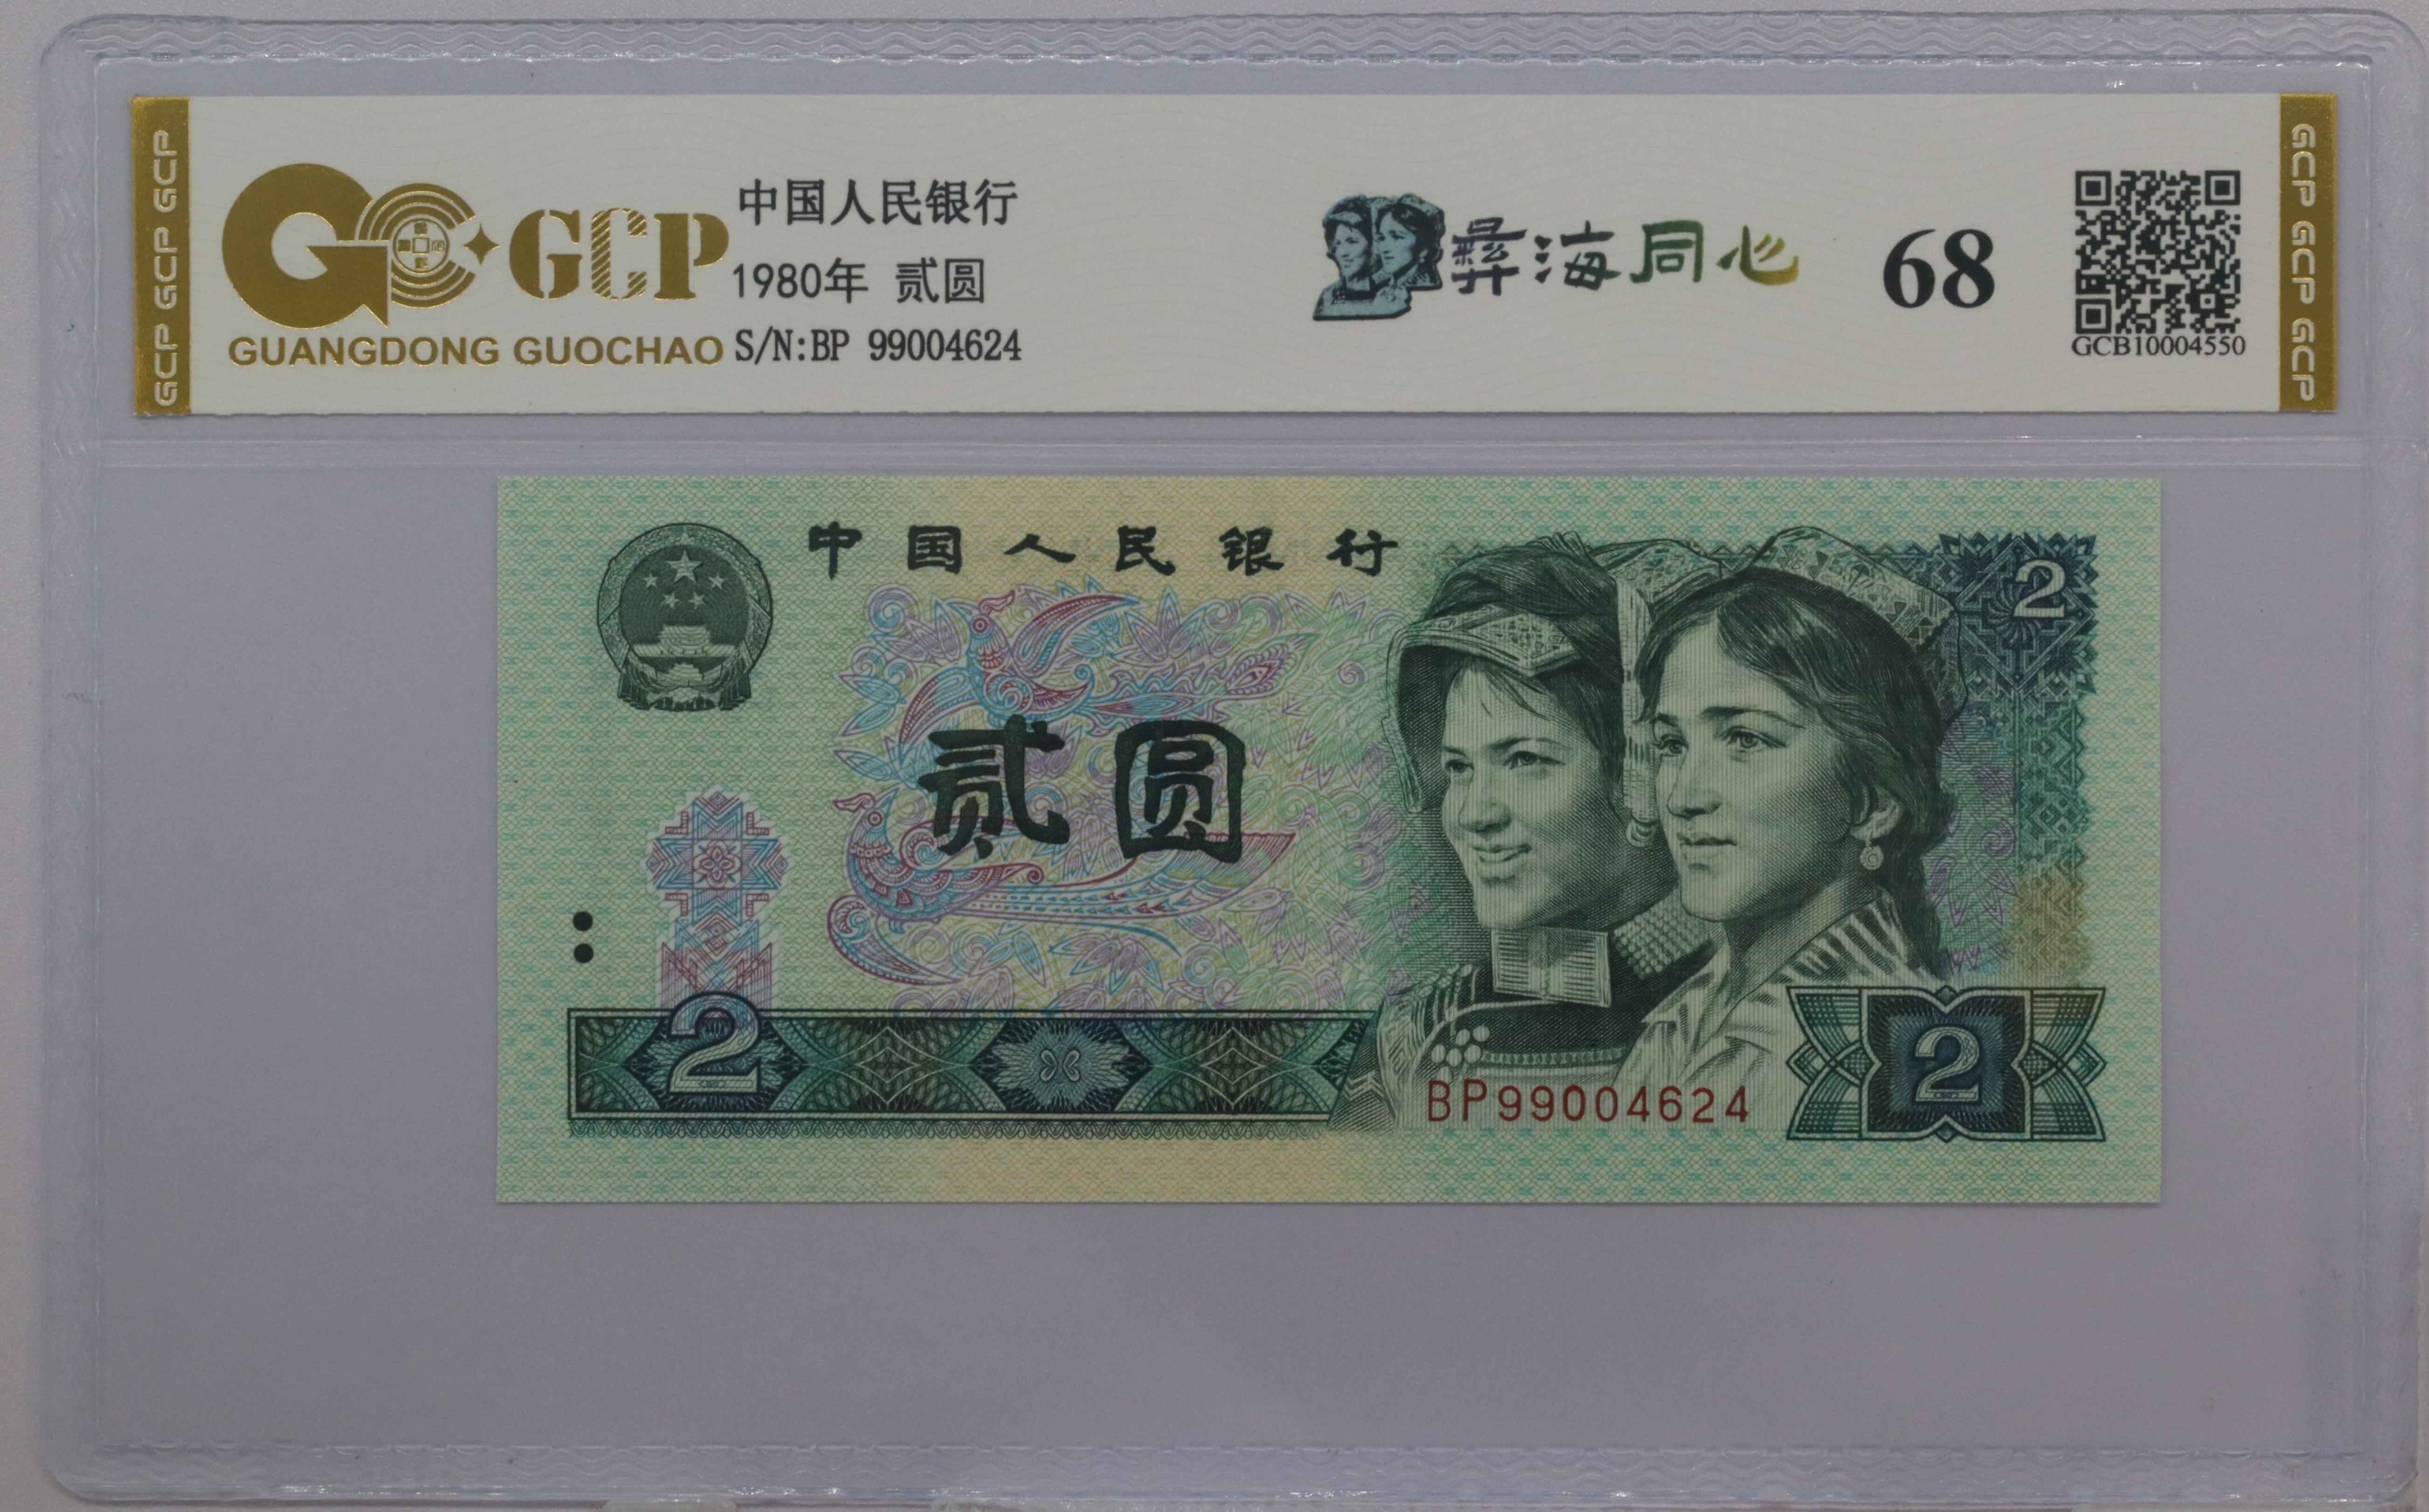 GCP GCP GCP
GCP
GUANGDONG GUOCHAO
中国人民银行
1980年 贰圆
S/N:BP 99004624
彝海同心
68
GCB10004550
GCP GCP GCP
中国人民银行
2
贰圆
2
BP99004624
2